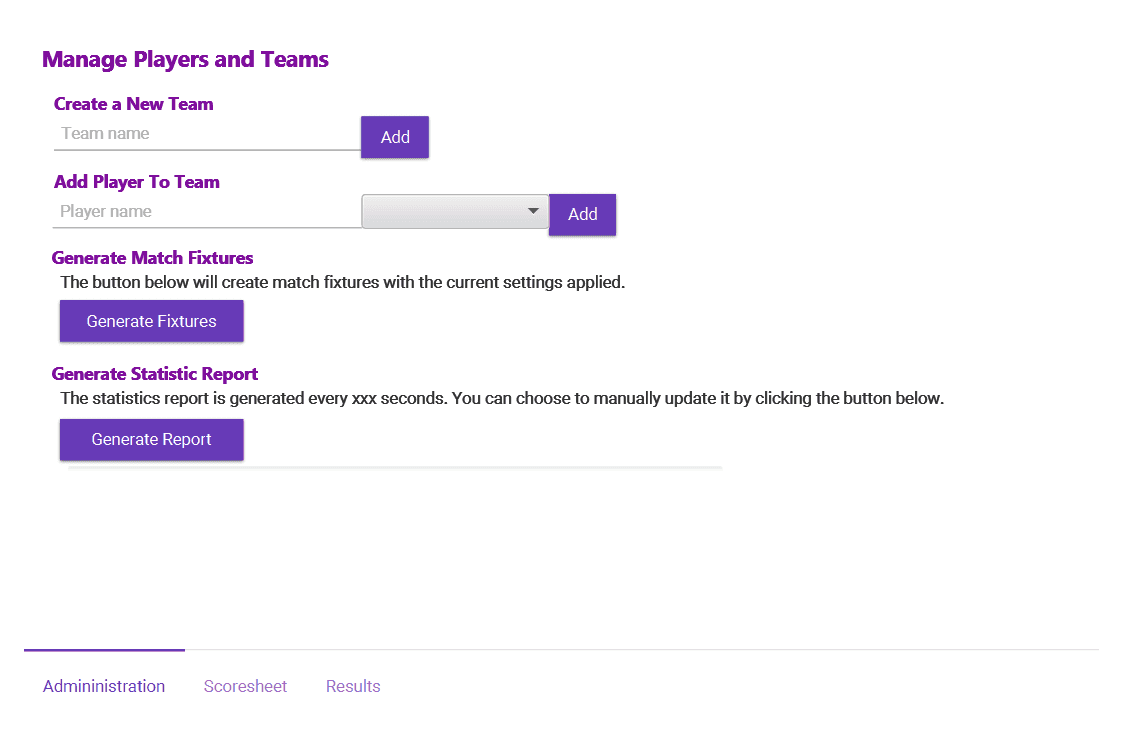 Manage Players and Teams
Create a New Team
Team name
Add
Add Player To Team
Player name
Add
Generate Match Fixtures
The button below will create match fixtures with the current settings applied.
Generate Fixtures
Generate Statistic Report
The statistics report is generated every xxx seconds. You can choose to manually update it by clicking the button below.
Generate Report
Admininistration
Scoresheet
Results